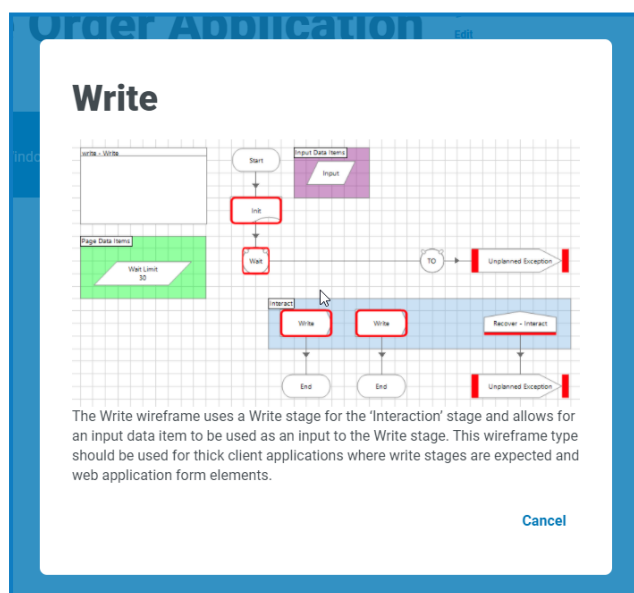 Order Application
Edit
Windo
Write
write - Write
Start
Input Data Items
Input
Init
Page Data Items
Wait Limit
30
Wait
TO
Unplanned Exception
Interact
Write
Write
Recover - Interact
End
End
Unplanned Exception
The Write wireframe uses a Write stage for the ‘Interaction’ stage and allows for
an input data item to be used as an input to the Write stage. This wireframe type
should be used for thick client applications where write stages are expected and
web application form elements.
Cancel